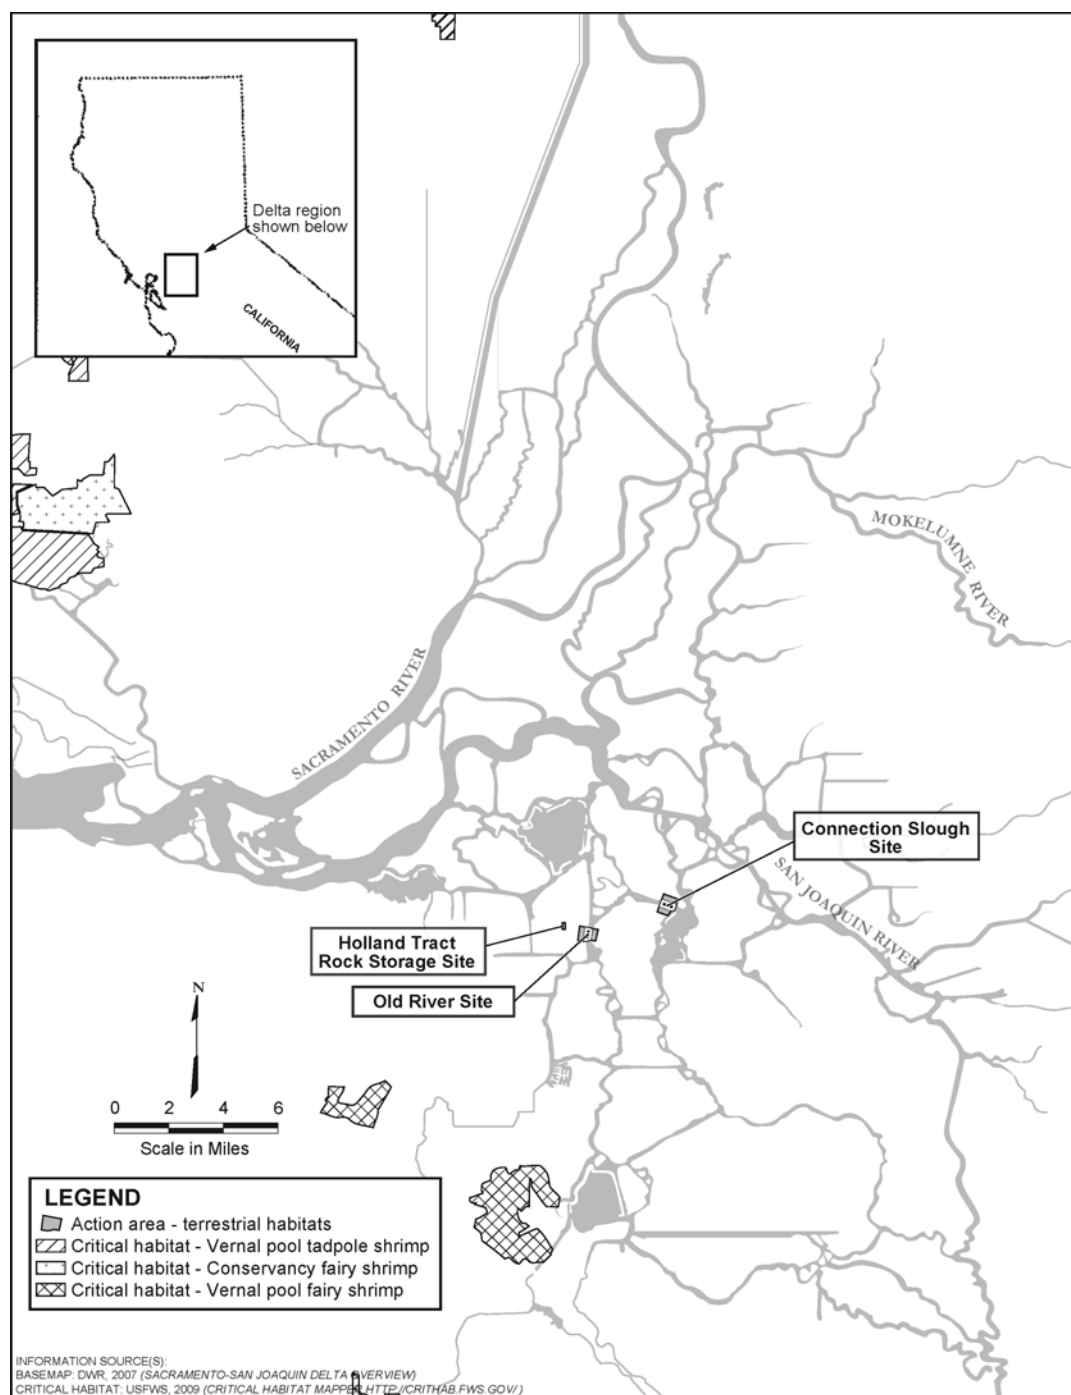 Delta region
shown below
CALIFORNIA
MOKELUMNE RIVER
SACRAMENTO RIVER
Connection Slough
Site
SAN JOAQUIN RIVER
Holland Tract
Rock Storage Site
Old River Site
N
0 2 4 6
Scale in Miles
LEGEND
Action area - terrestrial habitats
Critical habitat - Vernal pool tadpole shrimp
Critical habitat - Conservancy fairy shrimp
Critical habitat - Vernal pool fairy shrimp
INFORMATION SOURCE(S):
BASEMAP: DWR, 2007 (SACRAMENTO-SAN JOAQUIN DELTA OVERVIEW)
CRITICAL HABITAT: USFWS, 2009 (CRITICAL HABITAT MAPPER HTTP://CRITHAB.FWS.GOV/ )